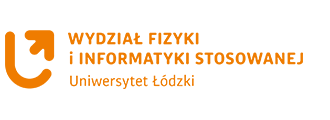 WYDZIAŁ FIZYKI
i INFORMATYKI STOSOWANEJ
Uniwersytet Łódzki